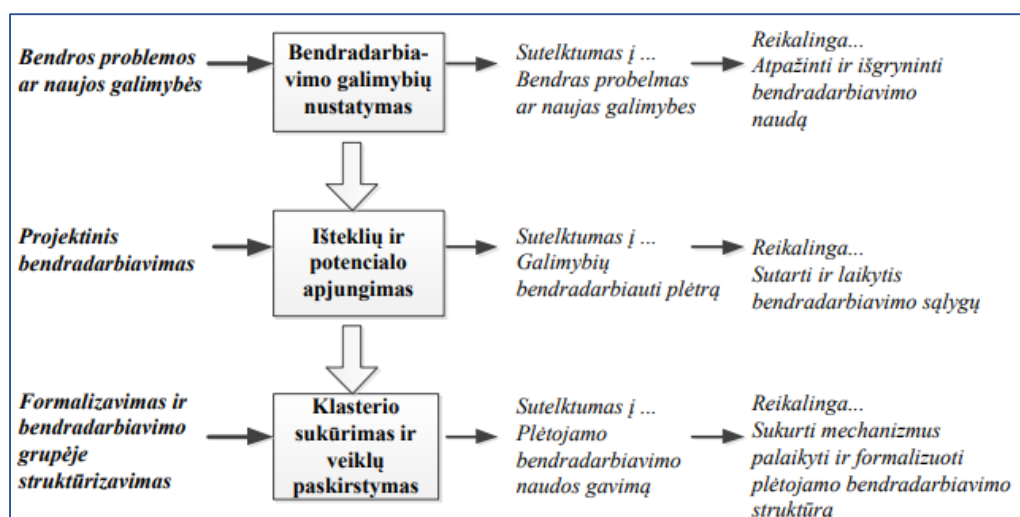 Bendros problemos
ar naujos galimybės
Bendradarbia-
vimo galimybių
nustatymas
Sutelktumas į ...
Bendras probelmas
ar naujas galimybes
Reikalinga...
Atpažinti ir išgryninti
bendradarbiavimo
naudą
Projektinis
bendradarbiavimas
Išteklių ir
potencialo
apjungimas
Sutelktumas į ...
Galimybių
bendradarbiauti plėtrą
Reikalinga...
Sutarti ir laikytis
bendradarbiavimo sąlygų
Formalizavimas ir
bendradarbiavimo
grupėje
struktūrizavimas
Klasterio
sukūrimas ir
veiklų
paskirstymas
Sutelktumas į ...
Plėtojamo
bendradarbiavimo
naudos gavimą
Reikalinga...
Sukurti mechanizmus
palaikyti ir formalizuoti
plėtojamo bendradarbiavimo
struktūrą